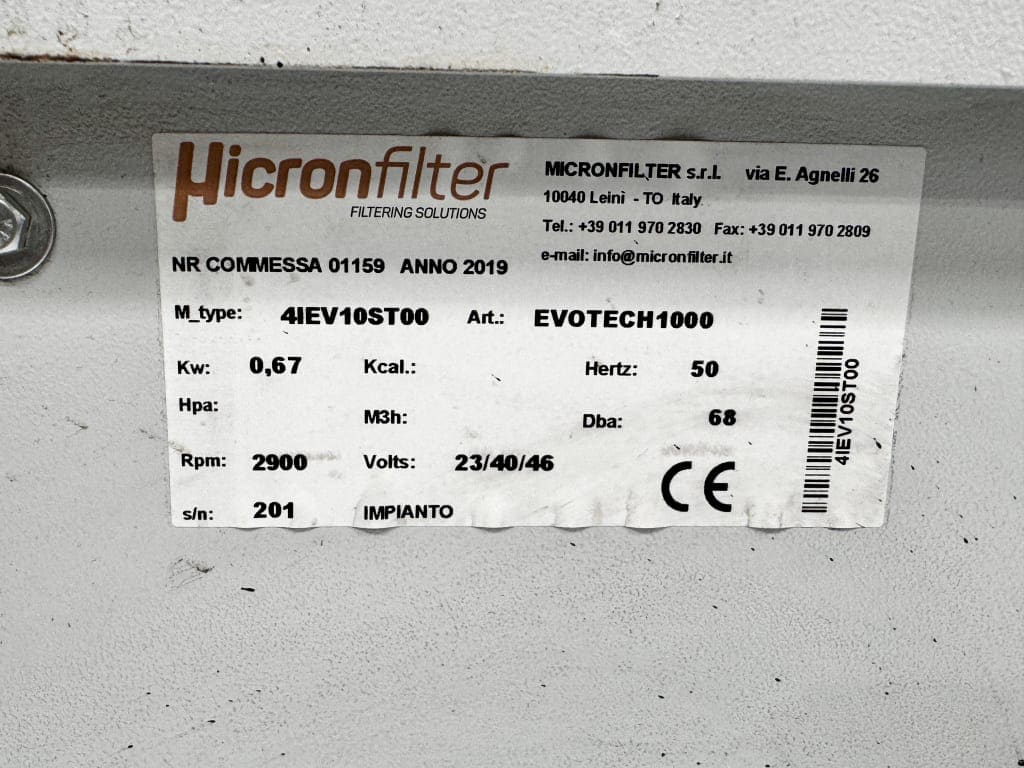 Micronfilter
FILTERING SOLUTIONS
MICRONFILTER s.r.l. via E. Agnelli 26
10040 Leinì - TO Italy
Tel.: +39 011 970 2830 Fax: +39 011 970 2809
e-mail: info@micronfilter.it
NR COMMESSA 01159 ANNO 2019
M_type: 4IEV10ST00 Art.: EVOTECH1000
Kw: 0,67 Kcal.: Hertz: 50
Hpa: M3h: Dba: 68
Rpm: 2900 Volts: 23/40/46
s/n: 201 IMPIANTO
CE
4IEV10ST00